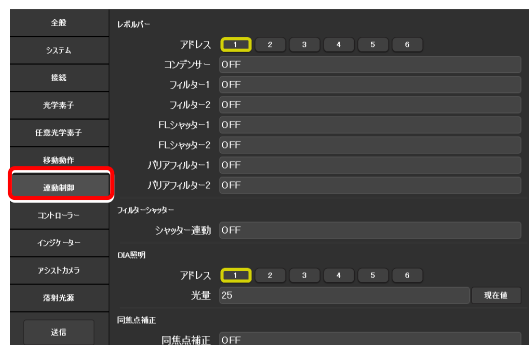 全般
システム
接続
光学素子
任意光学素子
移動動作
連動制御
コントローラー
インジケーター
アシストカメラ
落射光源
送信
レボルバー
アドレス 1 2 3 4 5 6
コンデンサー OFF
フィルター1 OFF
フィルター2 OFF
FLシャッター1 OFF
FLシャッター2 OFF
バリアフィルター1 OFF
バリアフィルター2 OFF
フィルターシャッター
シャッター連動 OFF
DIA照明
アドレス 1 2 3 4 5 6
光量 25 現在値
同焦点補正
同焦点補正 OFF